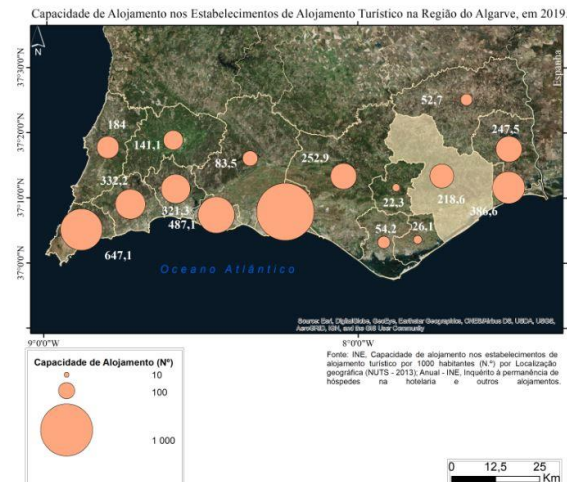 Capacidade de Alojamento nos Estabelecimentos de Alojamento Turístico na Região do Algarve, em 2019.
N
37°30'0"N
37°20'0"N
37°10'0"N
37°0'0"N
Espanha
52,7
184
141,1
247,5
83,5
252,9
332,2
22,3
218.6
321,3
386,6
487,1
54,2
26,1
647,1
Oceano Atlântico
Source: Esri, DigitalGlobe, GeoEye, Earthstar Geographics, CNES/Airbus DS, USDA, USGS,
AeroGRID, IGN, and the GIS User Community
9°0'0"W
8°0'0"W
Capacidade de Alojamento (Nº)
10
100
1 000
Fonte: INE, Capacidade de alojamento nos estabelecimentos de
alojamento turístico por 1000 habitantes (N.º) por Localização
geográfica (NUTS - 2013); Anual - INE, Inquérito à permanência de
hóspedes na hotelaria e outros alojamentos.
0 12,5 25
Km